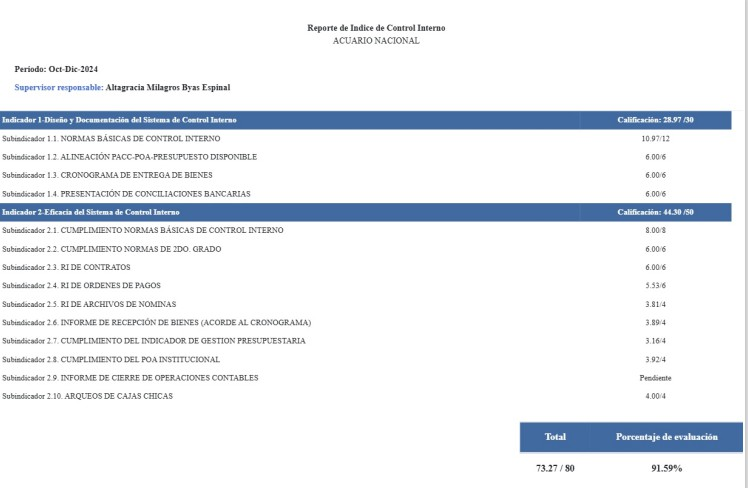 Reporte de Indice de Control Interno
ACUARIO NACIONAL
Período: Oct-Dic-2024
Supervisor responsable: Altagracia Milagros Byas Espinal
Indicador 1-Diseño y Documentación del Sistema de Control Interno Calificación: 28.97 /30
Subindicador 1.1. NORMAS BÁSICAS DE CONTROL INTERNO 10.97/12
Subindicador 1.2. ALINEACIÓN PACC-POA-PRESUPUESTO DISPONIBLE 6.00/6
Subindicador 1.3. CRONOGRAMA DE ENTREGA DE BIENES 6.00/6
Subindicador 1.4. PRESENTACIÓN DE CONCILIACIONES BANCARIAS 6.00/6
Indicador 2-Eficacia del Sistema de Control Interno Calificación: 44.30 /50
Subindicador 2.1. CUMPLIMIENTO NORMAS BÁSICAS DE CONTROL INTERNO 8.00/8
Subindicador 2.2. CUMPLIMIENTO NORMAS DE 2DO. GRADO 6.00/6
Subindicador 2.3. RI DE CONTRATOS 6.00/6
Subindicador 2.4. RI DE ORDENES DE PAGOS 5.53/6
Subindicador 2.5. RI DE ARCHIVOS DE NOMINAS 3.81/4
Subindicador 2.6. INFORME DE RECEPCIÓN DE BIENES (ACORDE AL CRONOGRAMA) 3.89/4
Subindicador 2.7. CUMPLIMIENTO DEL INDICADOR DE GESTION PRESUPUESTARIA 3.16/4
Subindicador 2.8. CUMPLIMIENTO DEL POA INSTITUCIONAL 3.92/4
Subindicador 2.9. INFORME DE CIERRE DE OPERACIONES CONTABLES Pendiente
Subindicador 2.10. ARQUEOS DE CAJAS CHICAS 4.00/4
Total Porcentaje de evaluación
73.27 / 80 91.59%